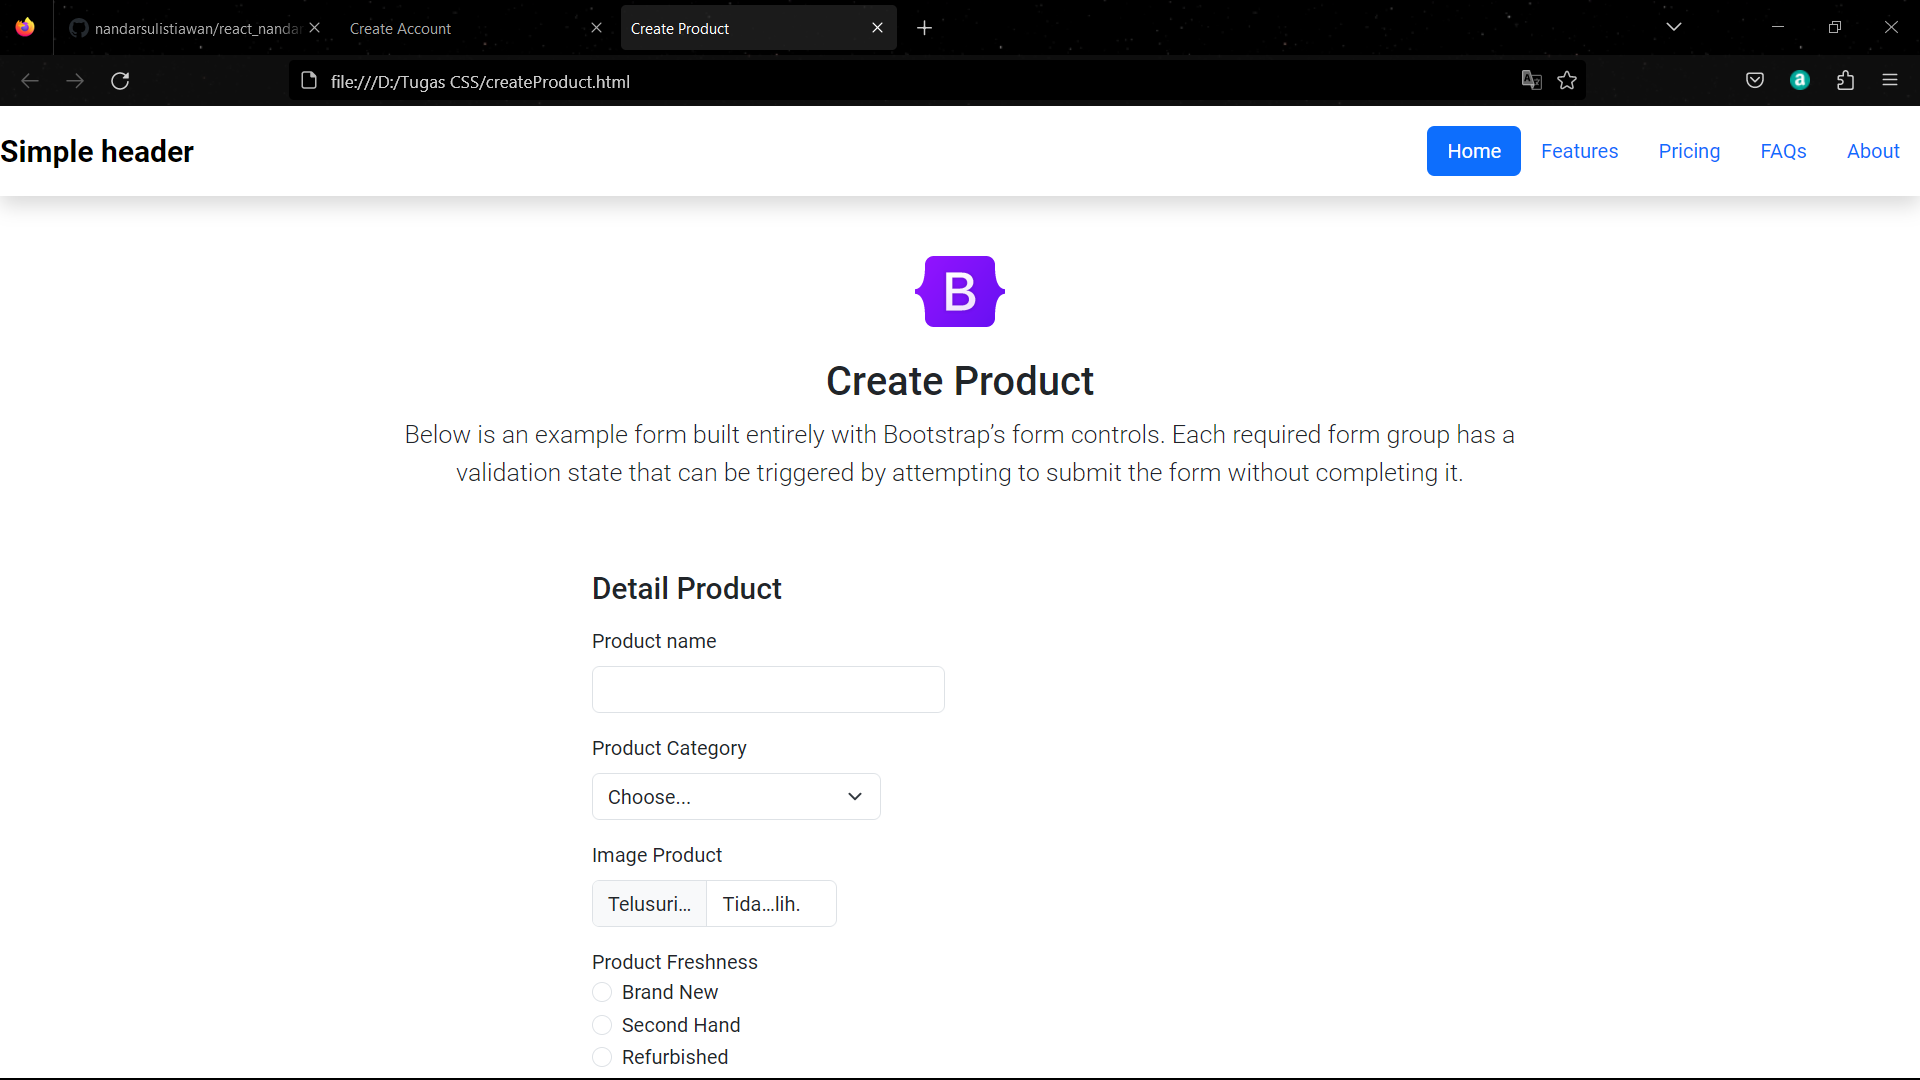 nandarsulistiawan/react_nanda
Create Account
Create Product
file:///D:/Tugas CSS/createProduct.html
Simple header
Home
Features
Pricing
FAQs
About
B
Create Product
Below is an example form built entirely with Bootstrap’s form controls. Each required form group has a
validation state that can be triggered by attempting to submit the form without completing it.
Detail Product
Product name
Product Category
Choose...
Image Product
Telusuri... Tida...lih.
Product Freshness
Brand New
Second Hand
Refurbished